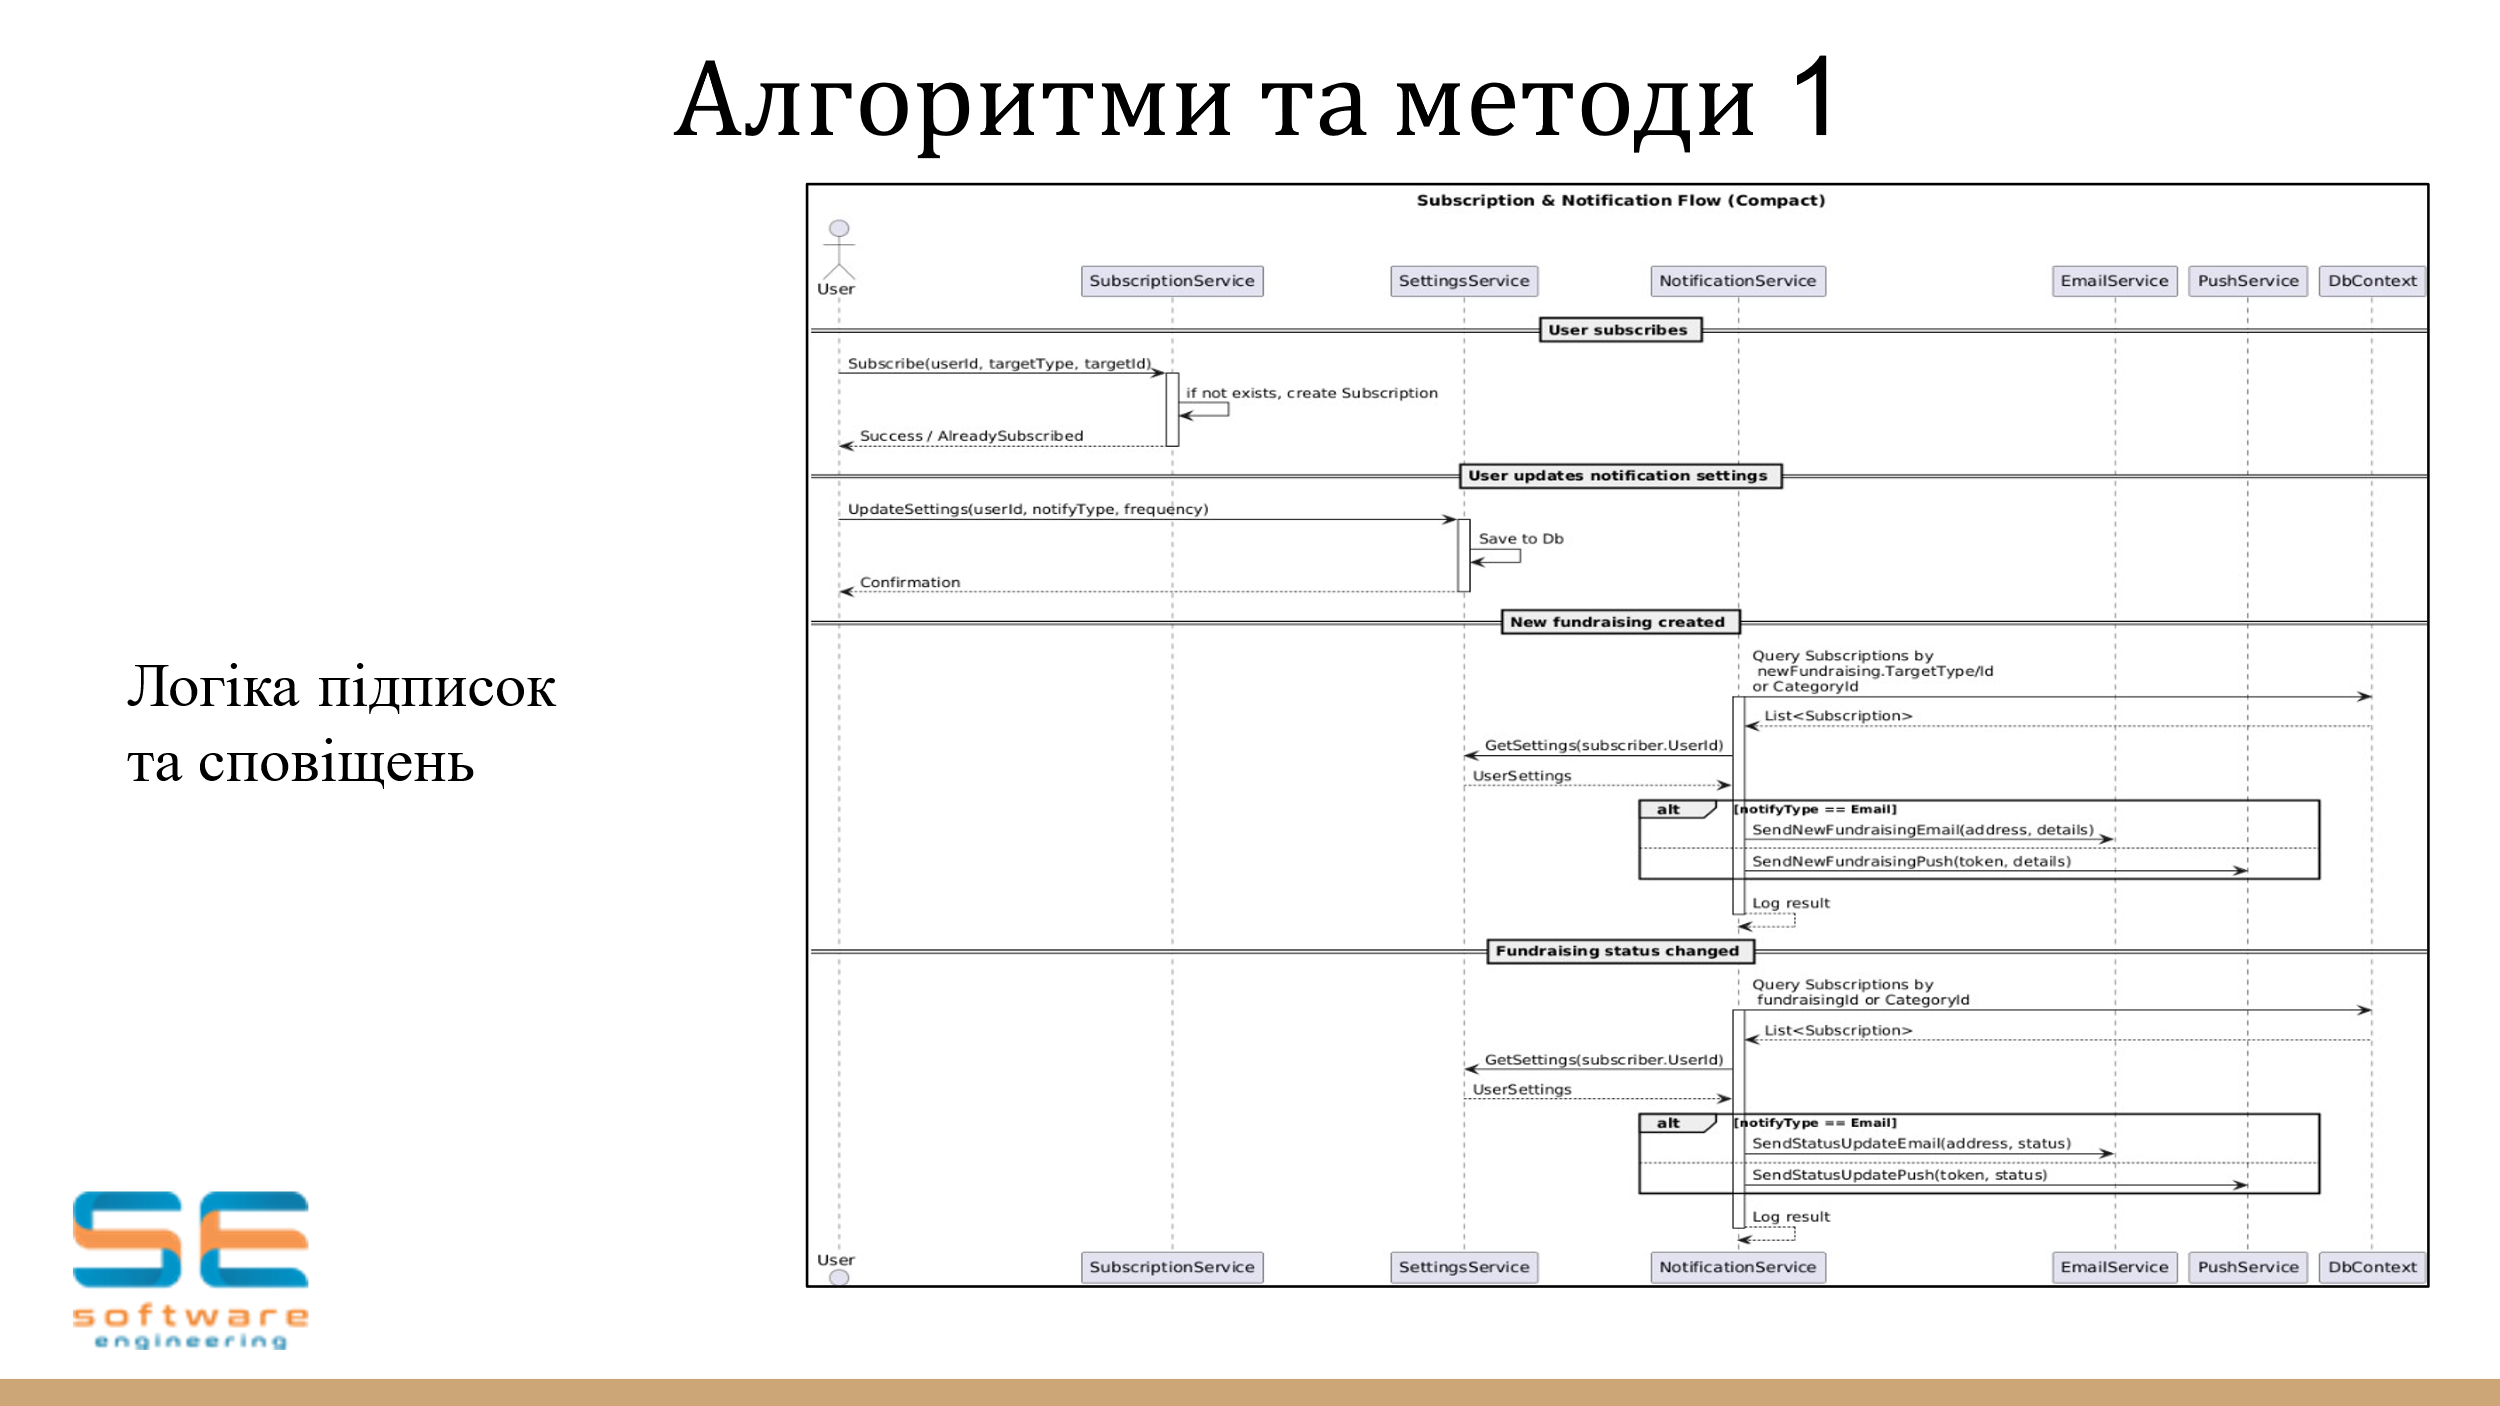 Алгоритми та методи 1
Логіка підписок
та сповіщень
Subscription & Notification Flow (Compact)
User
SubscriptionService
SettingsService
NotificationService
EmailService
PushService
DbContext
User subscribes
Subscribe(userId, targetType, targetId)
if not exists, create Subscription
Success / AlreadySubscribed
User updates notification settings
UpdateSettings(userId, notifyType, frequency)
Save to Db
Confirmation
New fundraising created
Query Subscriptions by
newFundraising.TargetType/Id
or CategoryId
List<Subscription>
GetSettings(subscriber.UserId)
UserSettings
alt
[notifyType == Email]
SendNewFundraisingEmail(address, details)
SendNewFundraisingPush(token, details)
Log result
Fundraising status changed
Query Subscriptions by
fundraisingId or CategoryId
List<Subscription>
GetSettings(subscriber.UserId)
UserSettings
alt
[notifyType == Email]
SendStatusUpdateEmail(address, status)
SendStatusUpdatePush(token, status)
Log result
User
SubscriptionService
SettingsService
NotificationService
EmailService
PushService
DbContext
SE
software
engineering